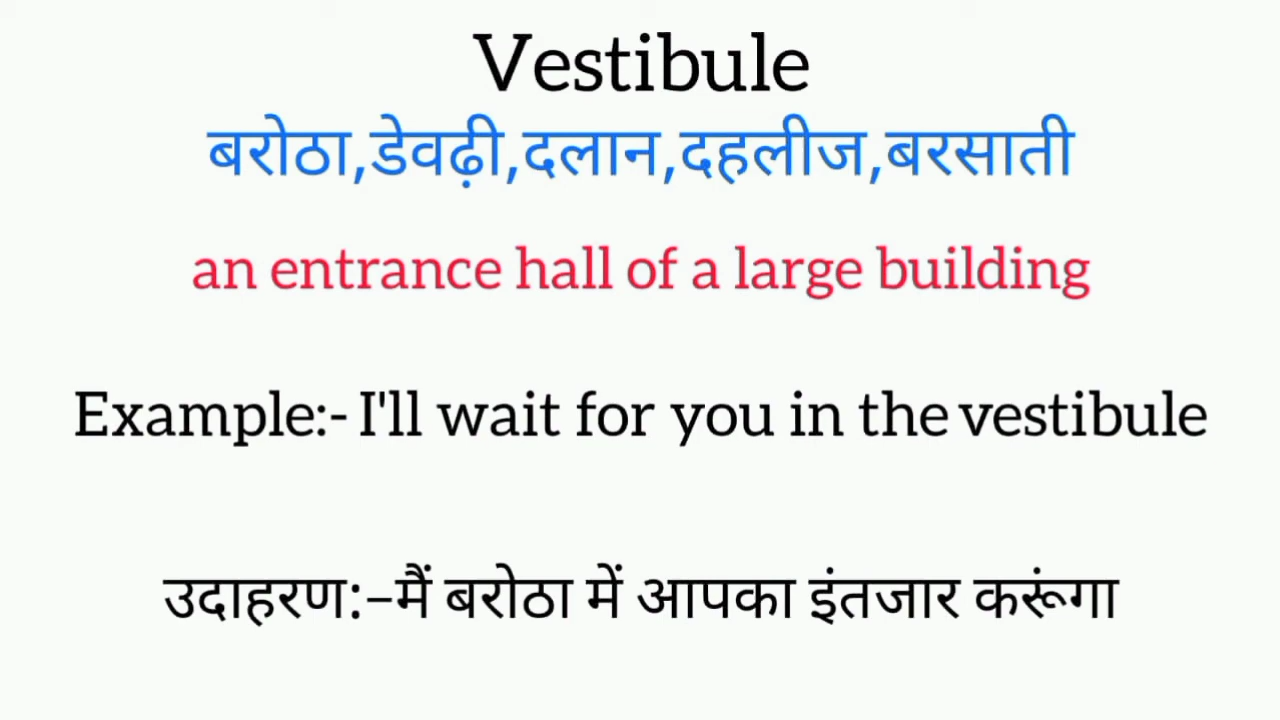 Vestibule
बरोठा,डेवढ़ी,दलान,दहलीज,बरसाती
an entrance hall of a large building
Example:- I'll wait for you in the vestibule
उदाहरण:–मैं बरोठा में आपका इंतजार करूंगा